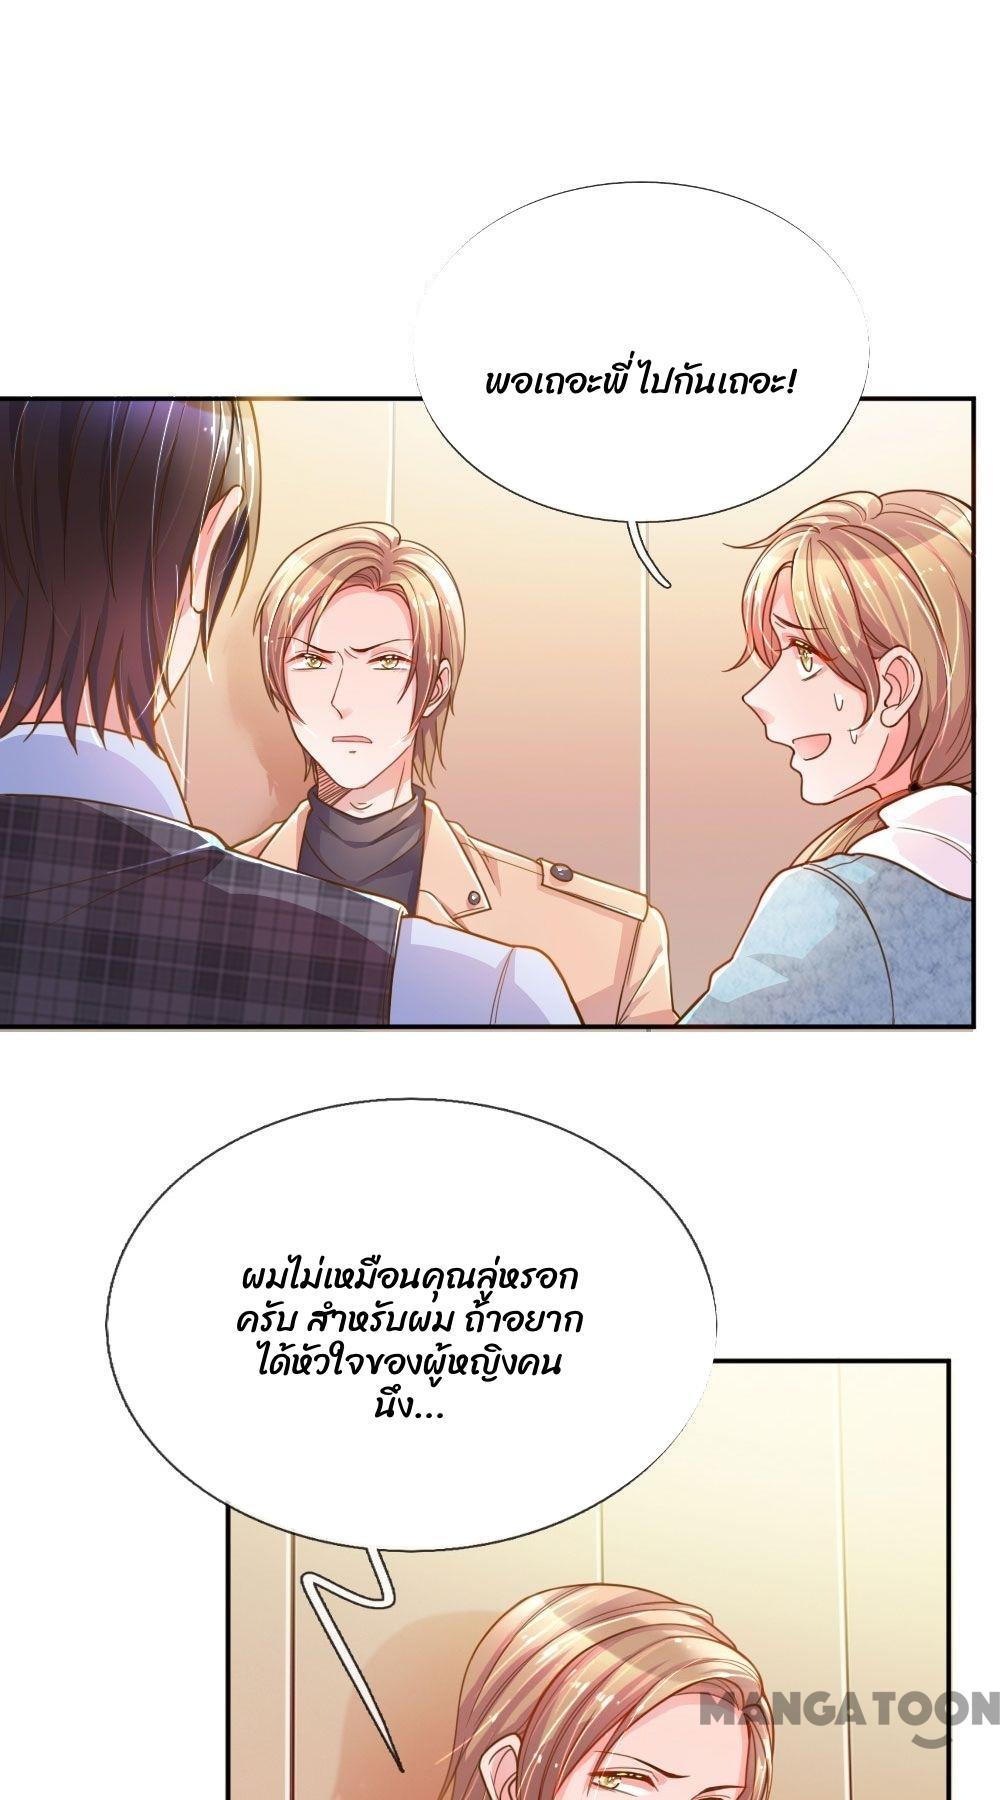 พอเถอะพี่ ไปกันเถอะ!
ผมไม่เหมือนคุณลู่หรอก
ครับ สำหรับผม ถ้าอยาก
ได้หัวใจของผู้หญิงคน
นึง...
MANGATOON